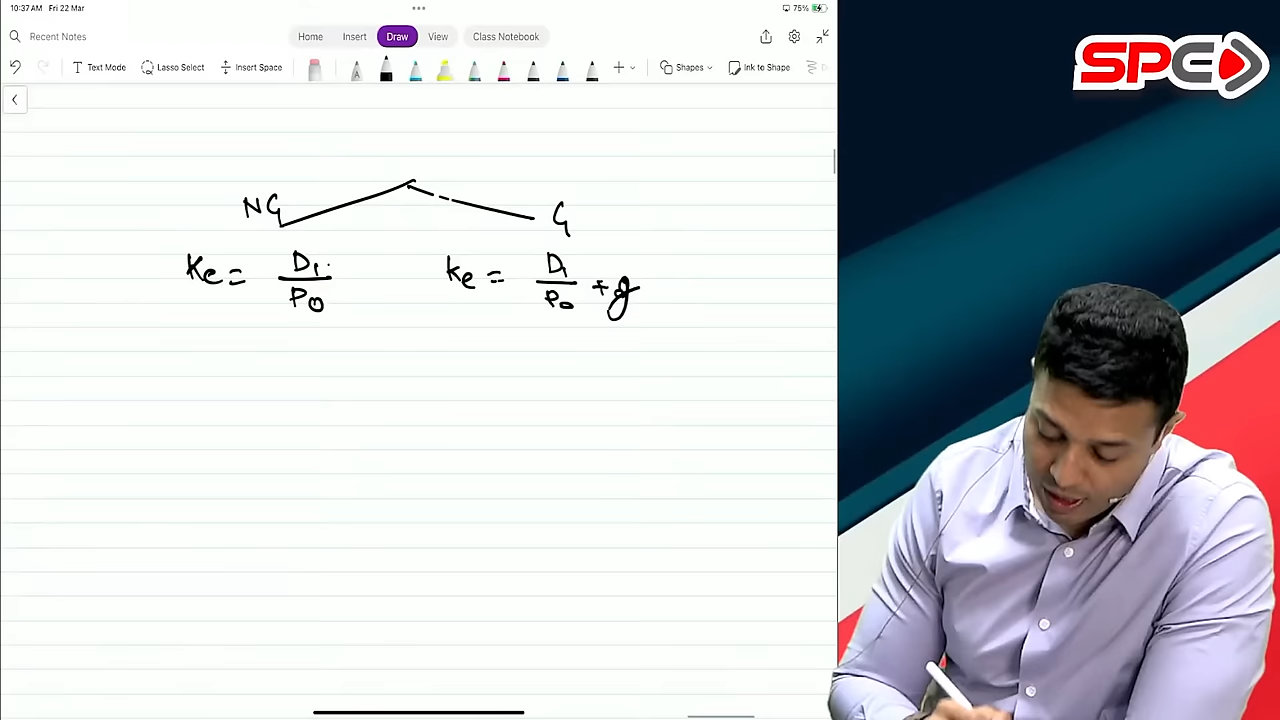 10:37 AM Fri 22 Mar
75%
Recent Notes
Home Insert Draw View Class Notebook
Text Mode Lasso Select Insert Space Shapes Ink to Shape
SPC
NG G
Ke = D1 / P0 Ke = D1 / P0 + g